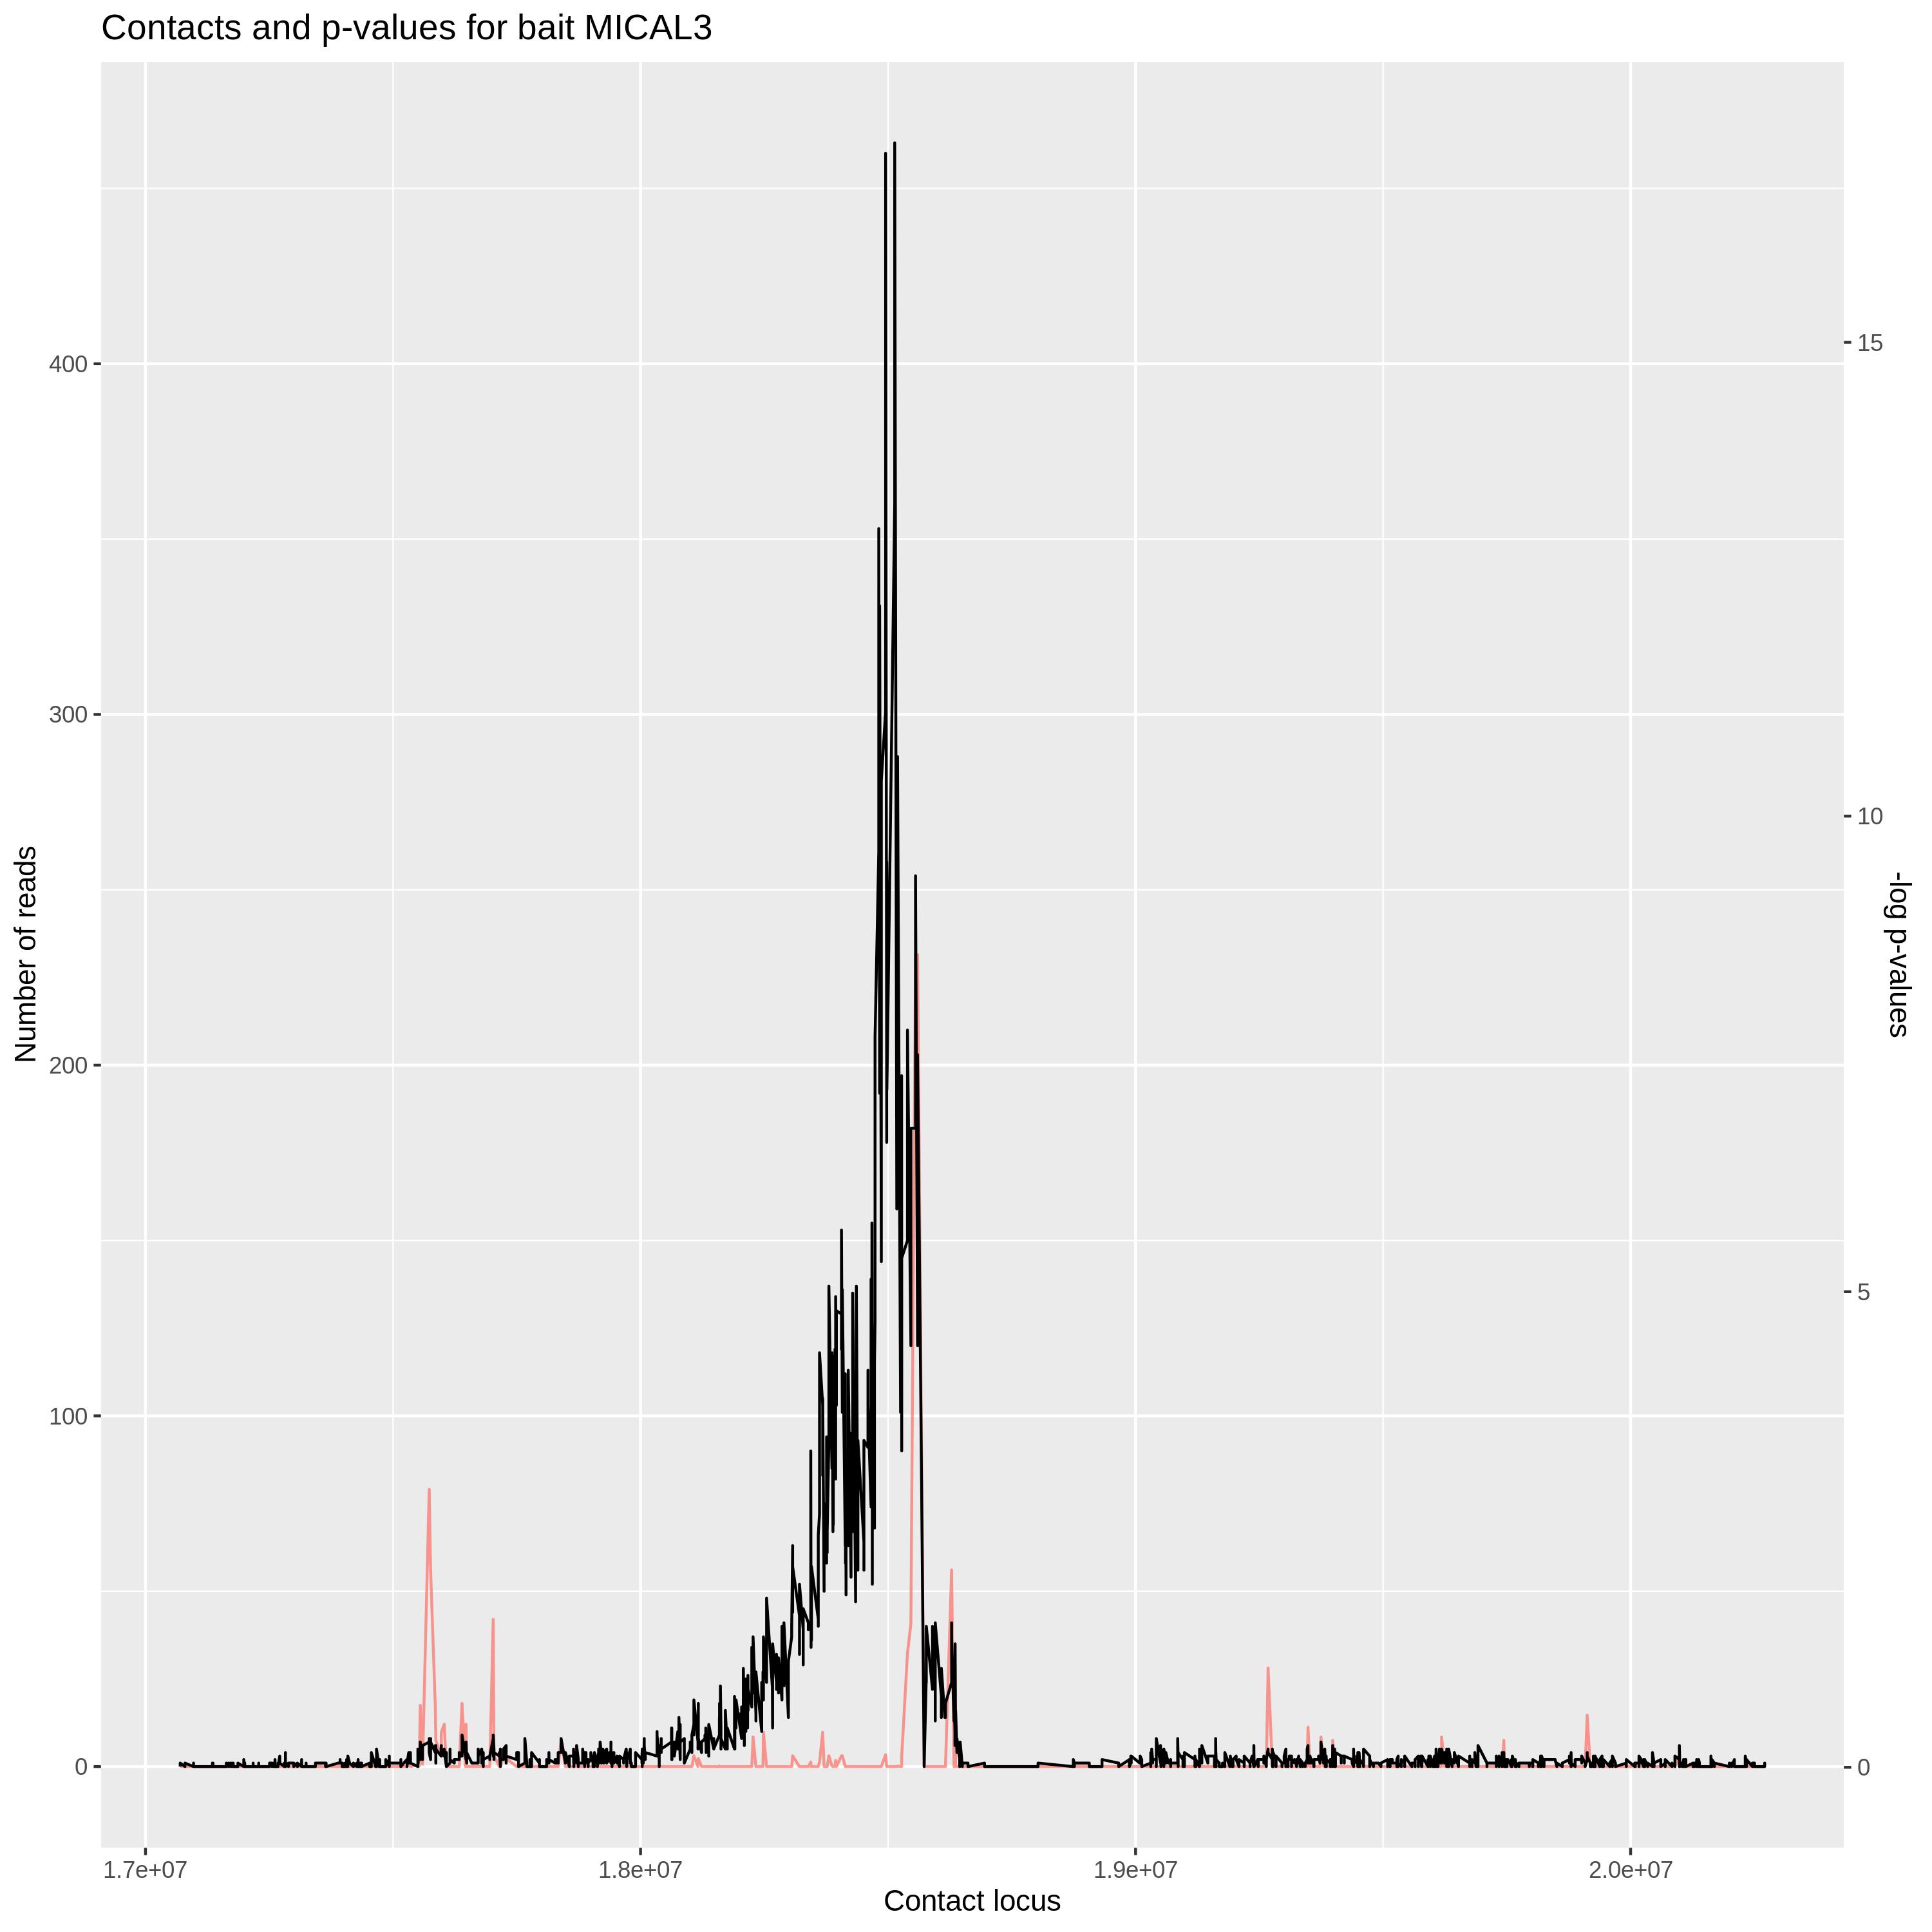 Contacts and p-values for bait MICAL3
Number of reads
400
300
200
100
0
15
10
5
0
-log p-values
1.7e+07
1.8e+07
1.9e+07
2.0e+07
Contact locus